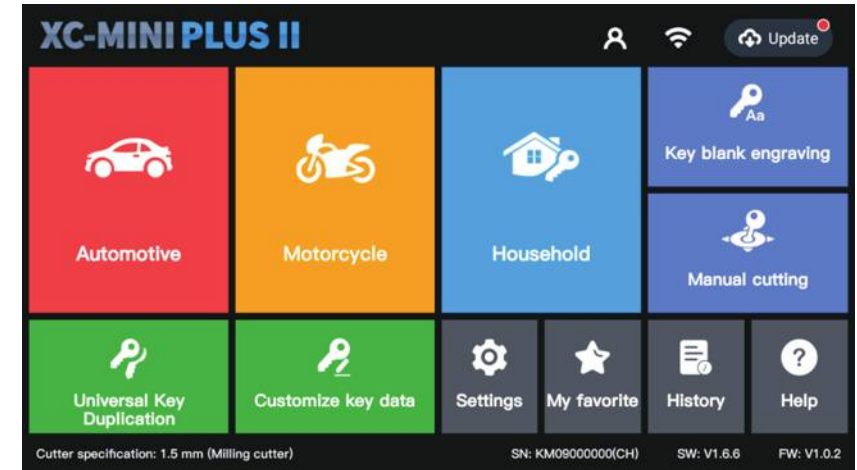 XC-MINI PLUS II
Update
Automotive
Motorcycle
Household
Aa
Key blank engraving
Manual cutting
Universal Key
Duplication
Customize key data
Settings
My favorite
History
?
Help
Cutter specification: 1.5 mm (Milling cutter)
SN: KM09000000(CH)
SW: V1.6.6
FW: V1.0.2